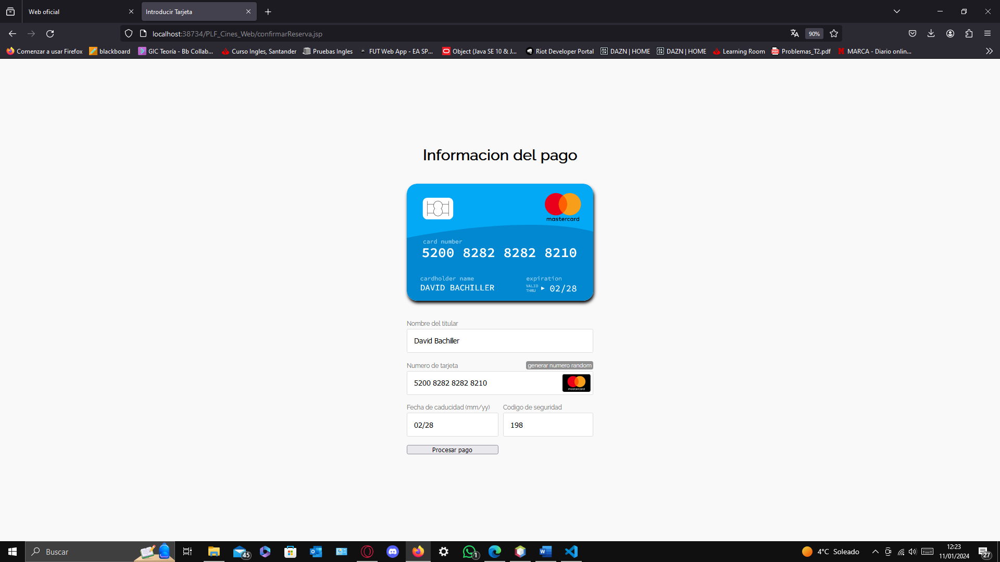 Web oficial
Introducir Tarjeta
localhost:38734/PLF_Cines_Web/confirmarReserva.jsp
90%
Comenzar a usar Firefox
blackboard
GIC Teoría - Bb Collab...
Curso Ingles, Santander
Pruebas Ingles
FUT Web App - EA SP...
Object (Java SE 10 & J...
Riot Developer Portal
DAZN | HOME
DAZN | HOME
Learning Room
Problemas_T2.pdf
MARCA - Diario onlin...
Informacion del pago
mastercard
card number
5200 8282 8282 8210
cardholder name
expiration
DAVID BACHILLER
VALID THRU
02/28
Nombre del titular
David Bachiller
Numero de tarjeta
generar numero random
5200 8282 8282 8210
mastercard
Fecha de caducidad (mm/yy)
Codigo de seguridad
02/28
198
Procesar pago
Buscar
45
1
4°C Soleado
12:23
11/01/2024
27